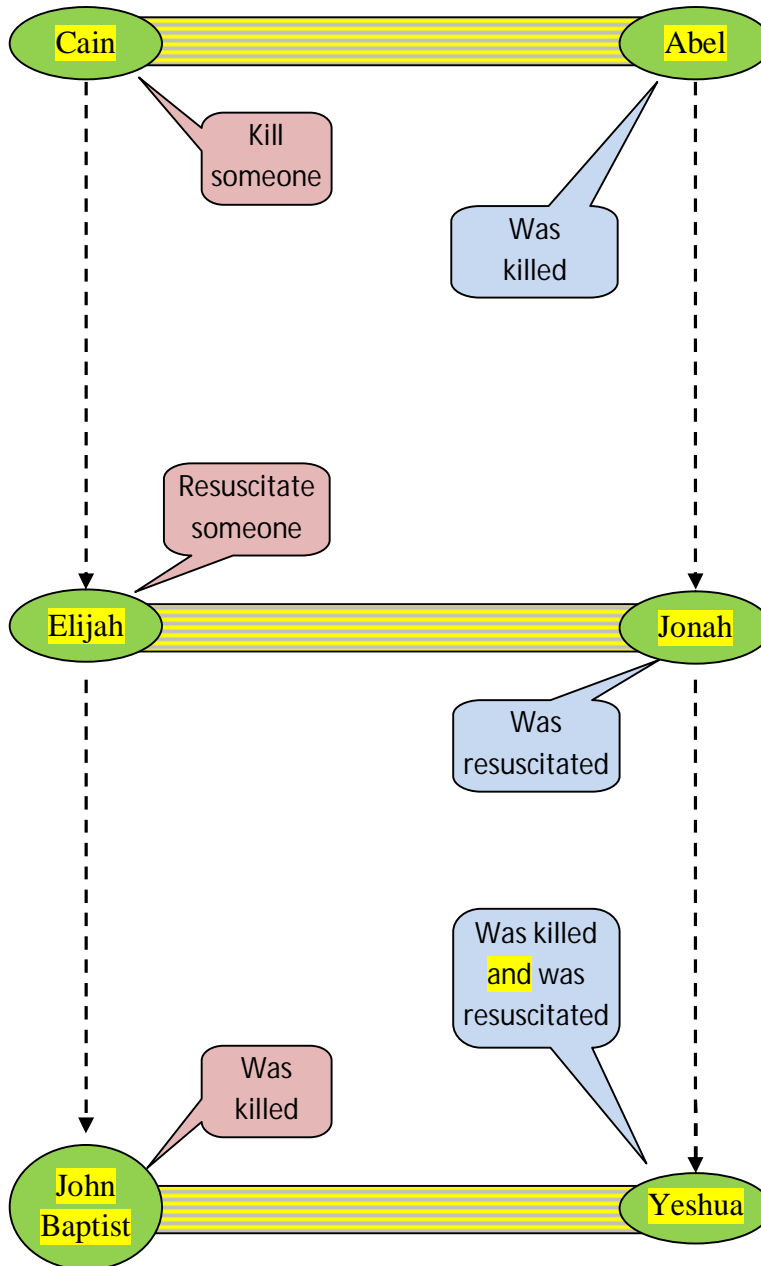 Cain
Abel
Kill
someone
Was
killed
Resuscitate
someone
Elijah
Jonah
Was
resuscitated
Was killed
and was
resuscitated
Was
killed
John
Baptist
Yeshua